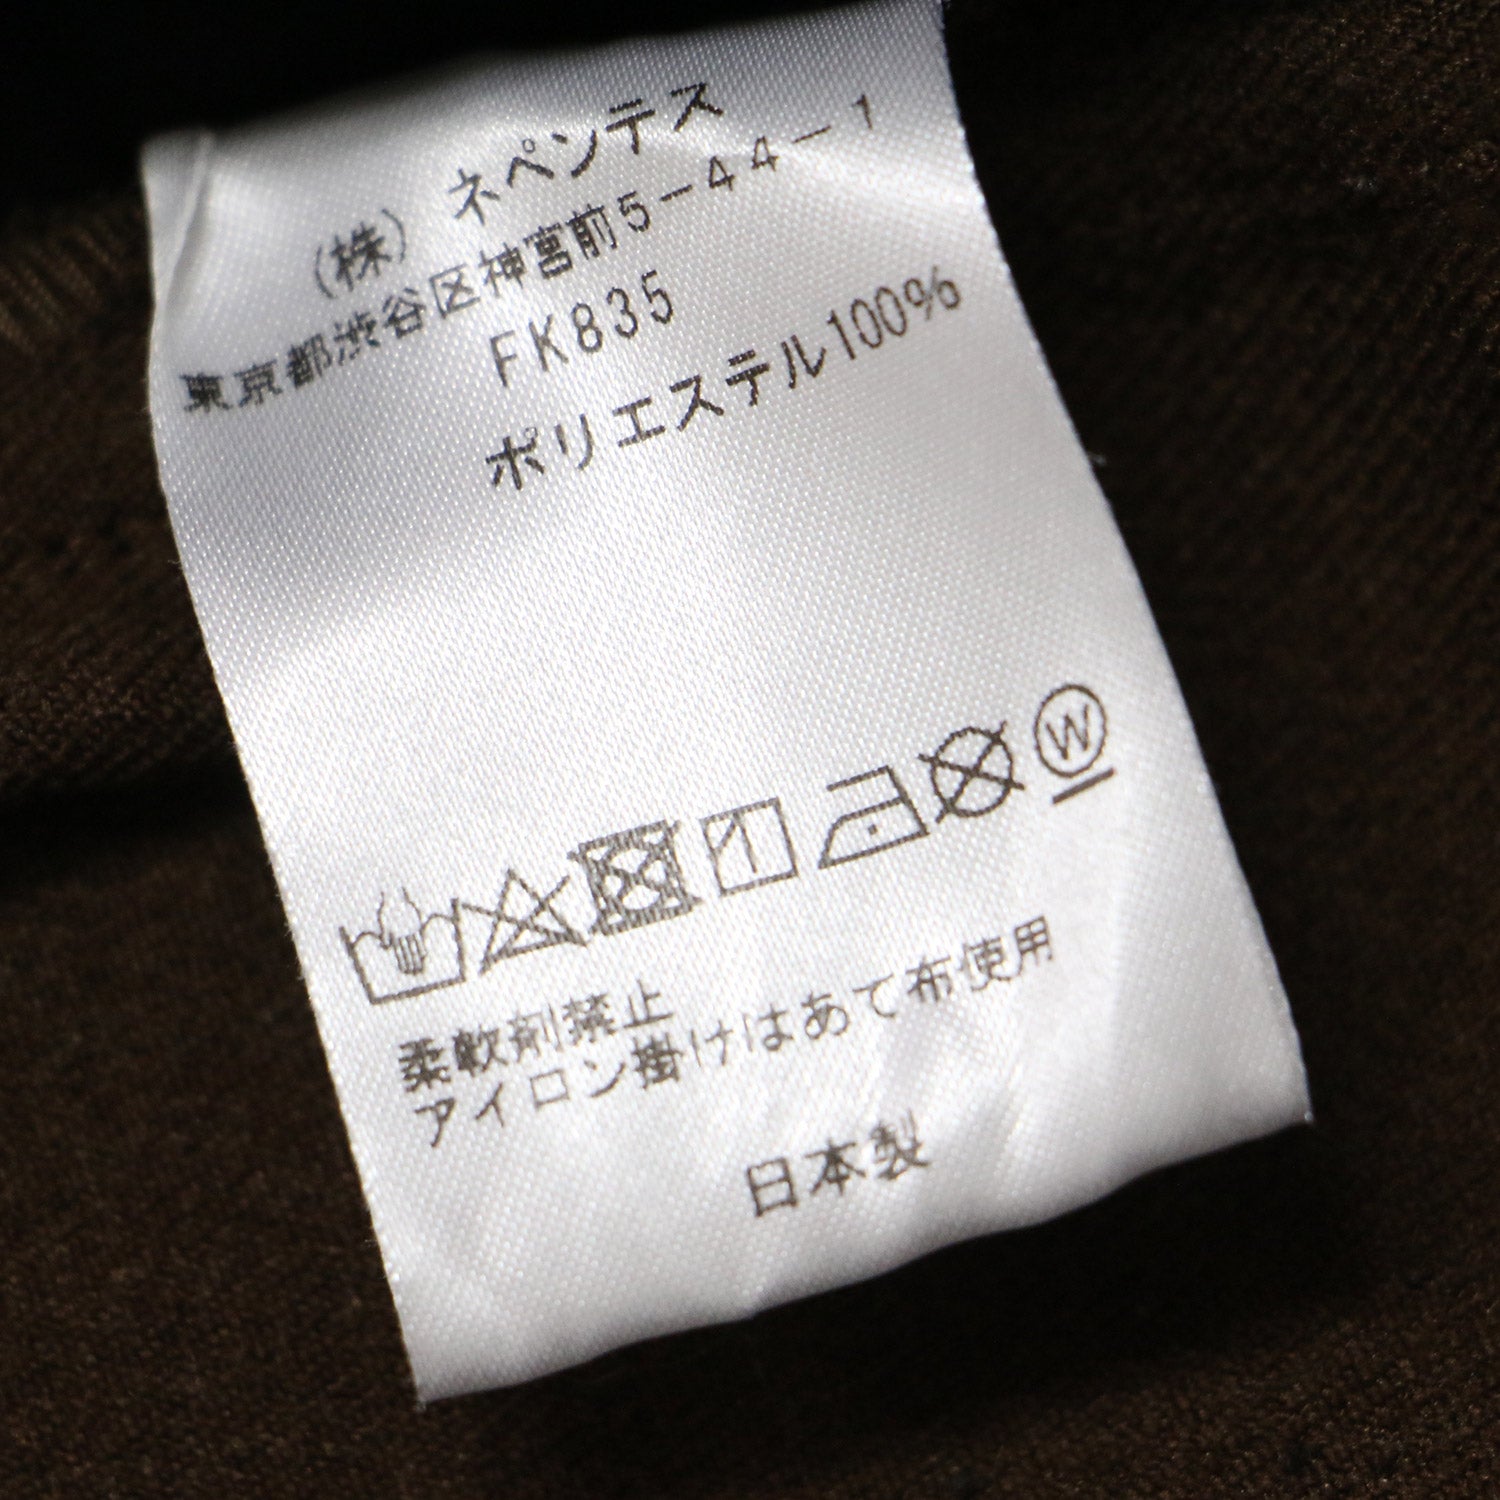 (株) ネペンテス
東京都渋谷区神宮前5-44-1
FK835
ポリエステル100%
W
柔軟剤禁止
アイロン掛けはあて布使用
日本製